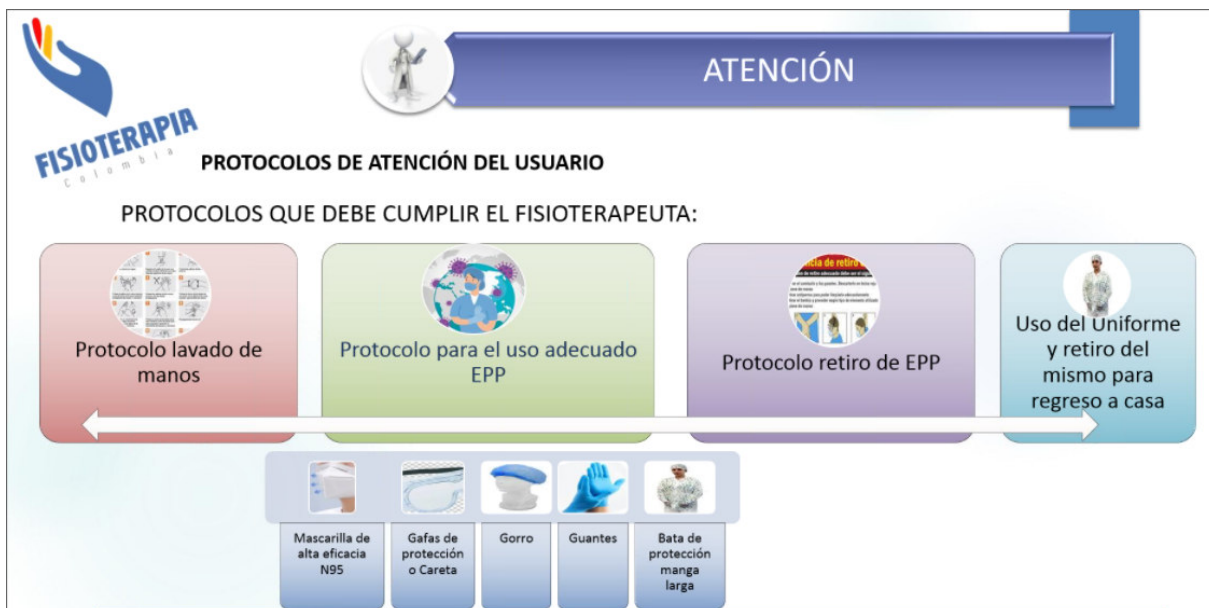 ATENCIÓN
FISIOTERAPIA
Colombia
PROTOCOLOS DE ATENCIÓN DEL USUARIO
PROTOCOLOS QUE DEBE CUMPLIR EL FISIOTERAPEUTA:
Protocolo lavado de
manos
Protocolo para el uso adecuado
EPP
Protocolo retiro de EPP
Uso del Uniforme
y retiro del
mismo para
regreso a casa
Mascarilla de
alta eficacia
N95
Gafas de
protección
o Careta
Gorro
Guantes
Bata de
protección
manga
larga